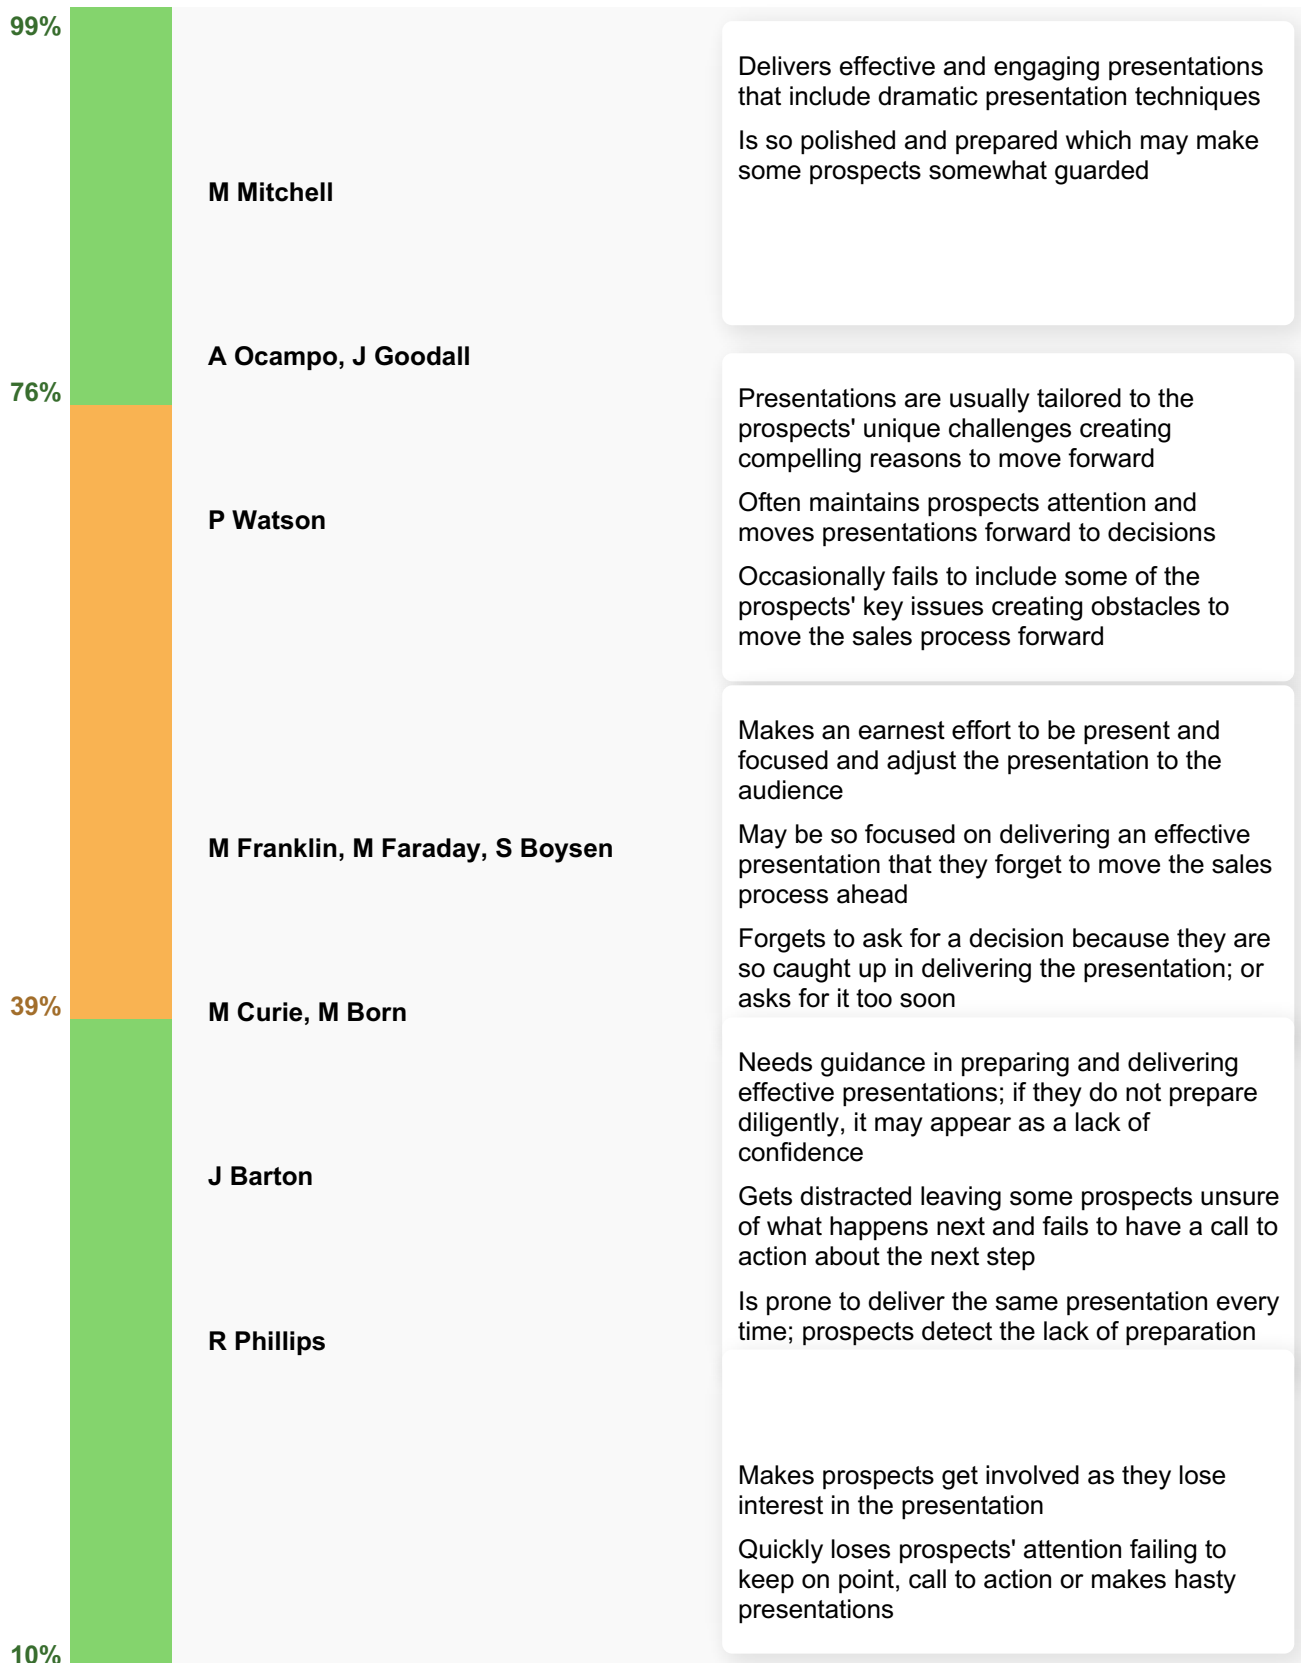 99%
Delivers effective and engaging presentations
that include dramatic presentation techniques
Is so polished and prepared which may make
some prospects somewhat guarded
M Mitchell
A Ocampo, J Goodall
76%
Presentations are usually tailored to the
prospects' unique challenges creating
compelling reasons to move forward
Often maintains prospects attention and
moves presentations forward to decisions
Occasionally fails to include some of the
prospects' key issues creating obstacles to
move the sales process forward
P Watson
Makes an earnest effort to be present and
focused and adjust the presentation to the
audience
May be so focused on delivering an effective
presentation that they forget to move the sales
process ahead
Forgets to ask for a decision because they are
so caught up in delivering the presentation; or
asks for it too soon
M Franklin, M Faraday, S Boysen
39%
M Curie, M Born
Needs guidance in preparing and delivering
effective presentations; if they do not prepare
diligently, it may appear as a lack of
confidence
Gets distracted leaving some prospects unsure
of what happens next and fails to have a call to
action about the next step
Is prone to deliver the same presentation every
time; prospects detect the lack of preparation
J Barton
R Phillips
Makes prospects get involved as they lose
interest in the presentation
Quickly loses prospects' attention failing to
keep on point, call to action or makes hasty
presentations
10%